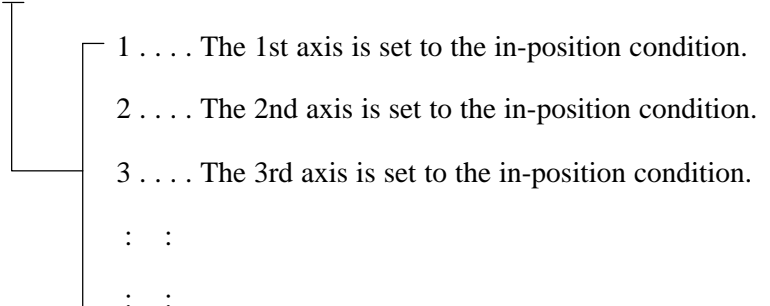 1 . . . . The 1st axis is set to the in-position condition.
2 . . . . The 2nd axis is set to the in-position condition.
3 . . . . The 3rd axis is set to the in-position condition.
: :
: :